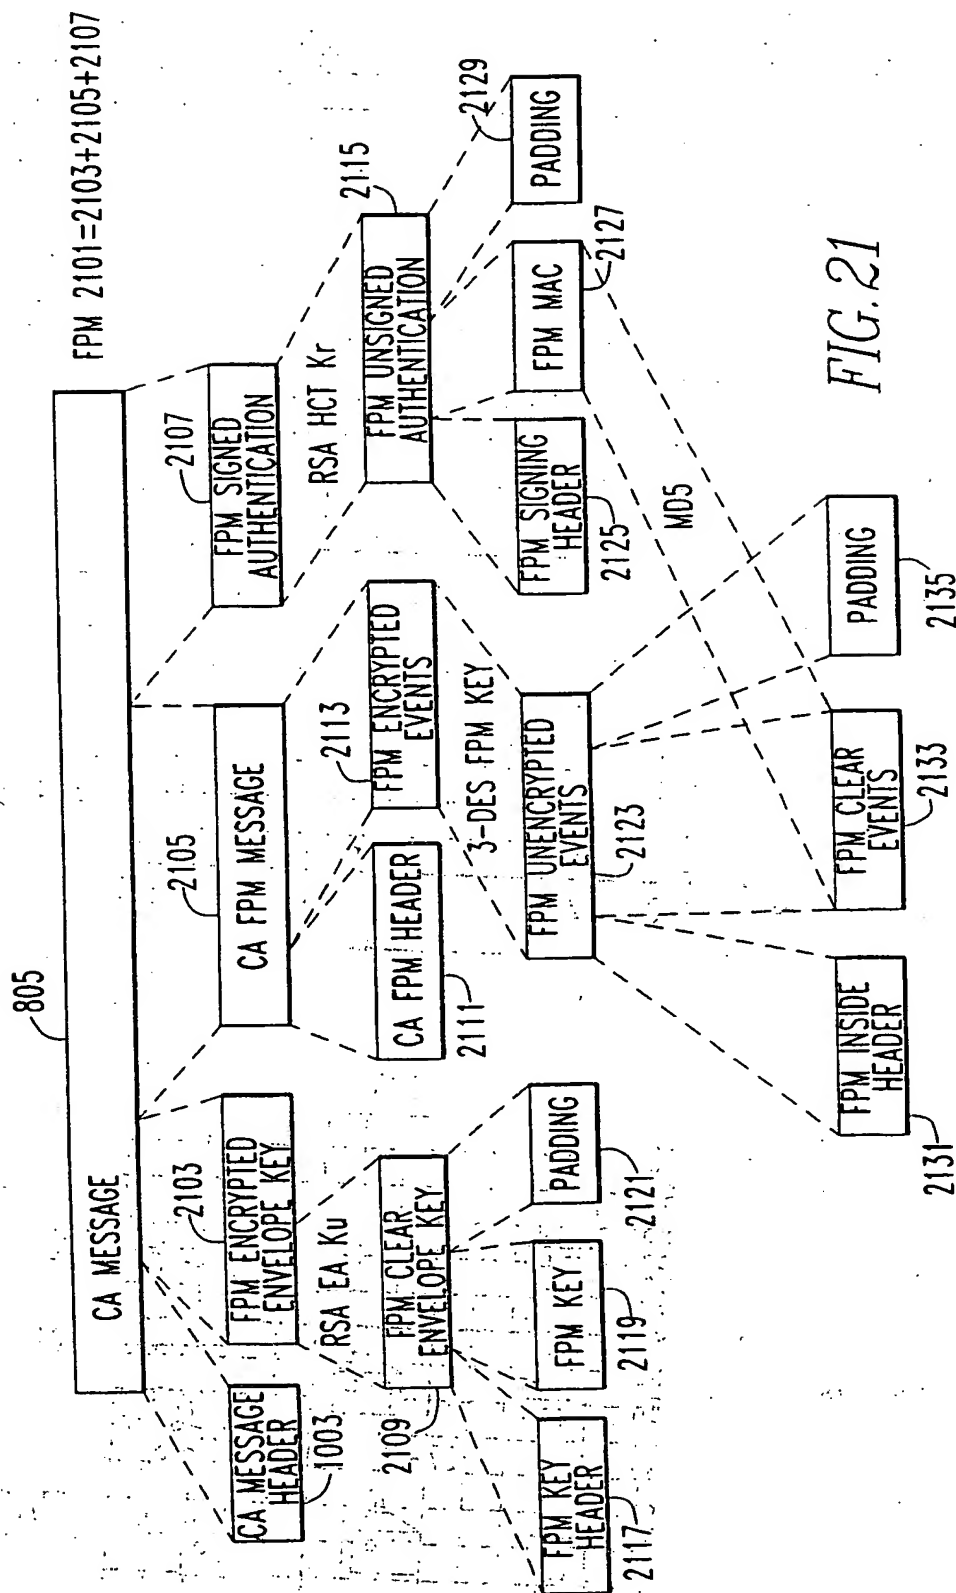 FPM 2101=2103+2105+2107
805
CA MESSAGE
1003
CA MESSAGE
HEADER
2103
FPM ENCRYPTED
ENVELOPE KEY
2105
CA FPM MESSAGE
2107
FPM SIGNED
AUTHENTICATION
RSA EA Ku
RSA HCT Kr
2109
FPM CLEAR
ENVELOPE KEY
CA FPM HEADER
2111
2113
FPM ENCRYPTED
EVENTS
2115
FPM UNSIGNED
AUTHENTICATION
3-DES FPM KEY
FPM KEY
HEADER
2117
FPM KEY
2119
PADDING
2121
FPM UNENCRYPTED
EVENTS
2123
FPM SIGNING
HEADER
2125
FPM MAC
2127
PADDING
2129
MD5
FPM INSIDE
HEADER
2131
FPM CLEAR
EVENTS
2133
PADDING
2135
FIG. 21